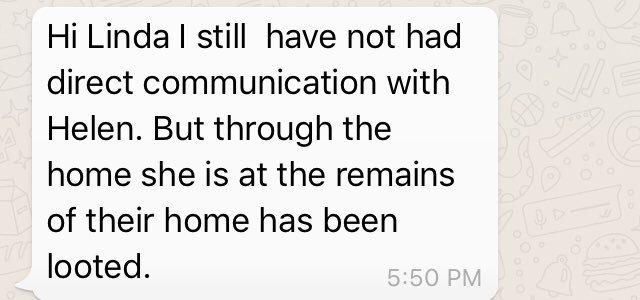 Hi Linda I still  have not had
direct communication with
Helen. But through the
home she is at the remains
of their home has been
looted.
5:50 PM